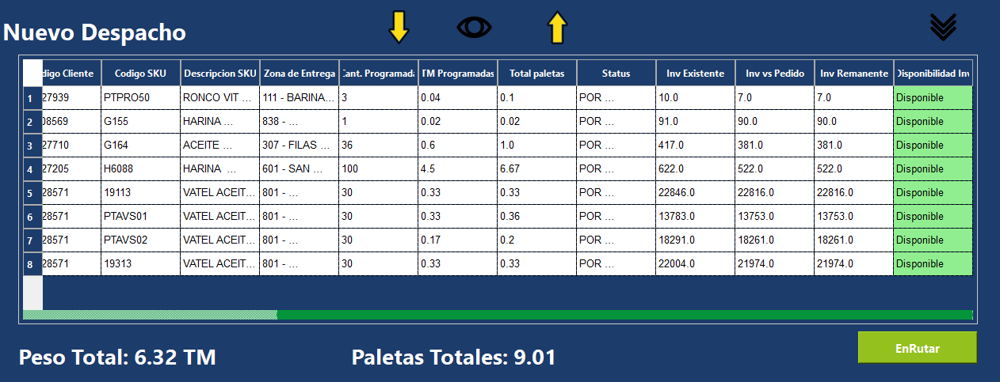 Nuevo Despacho
digo Cliente Codigo SKU Descripcion SKU Zona de Entrega Cant. Programada TM Programadas Total paletas Status Inv Existente Inv vs Pedido Inv Remanente Disponibilidad Inv
1 27939 PTPRO50 RONCO VIT ... 111 - BARINA... 3 0.04 0.1 POR ... 10.0 7.0 7.0 Disponible
2 08569 G155 HARINA ... 838 - ... 1 0.02 0.02 POR ... 91.0 90.0 90.0 Disponible
3 27710 G164 ACEITE ... 307 - FILAS ... 36 0.6 1.0 POR ... 417.0 381.0 381.0 Disponible
4 27205 H6088 HARINA ... 601 - SAN ... 100 4.5 6.67 POR ... 622.0 522.0 522.0 Disponible
5 28571 19113 VATEL ACEIT... 801 - ... 30 0.33 0.33 POR ... 22846.0 22816.0 22816.0 Disponible
6 28571 PTAVS01 VATEL ACEIT... 801 - ... 30 0.33 0.36 POR ... 13783.0 13753.0 13753.0 Disponible
7 28571 PTAVS02 VATEL ACEIT... 801 - ... 30 0.17 0.2 POR ... 18291.0 18261.0 18261.0 Disponible
8 28571 19313 VATEL ACEIT... 801 - ... 30 0.33 0.33 POR ... 22004.0 21974.0 21974.0 Disponible
EnRutar
Peso Total: 6.32 TM Paletas Totales: 9.01